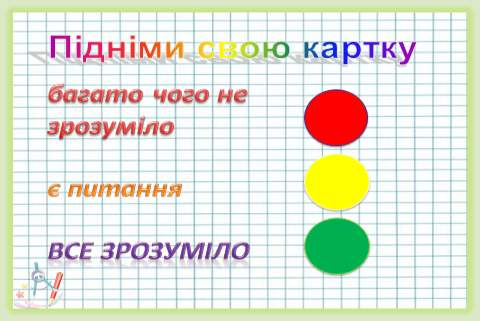 Підніми свою картку
багато чого не
зрозуміло
є питання
ВСЕ ЗРОЗУМІЛО